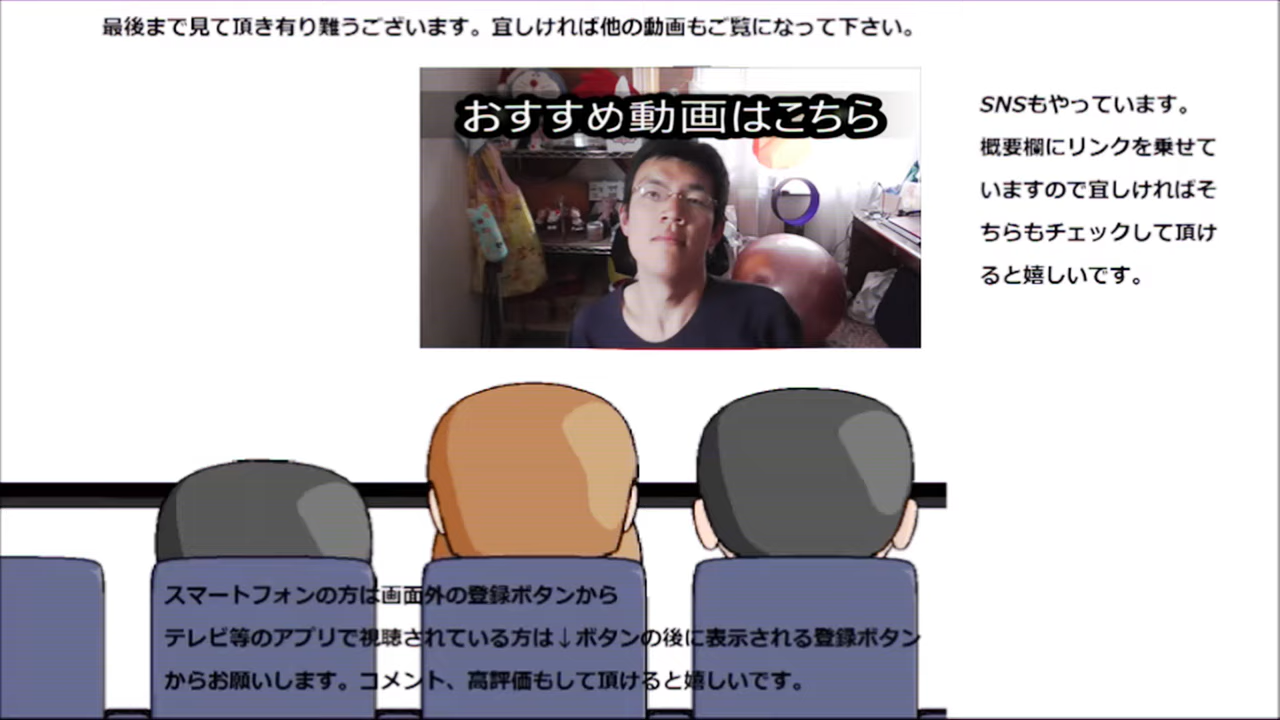 最後まで見て頂き有り難うございます。宜しければ他の動画もご覧になって下さい。
おすすめ動画はこちら
SNSもやっています。
概要欄にリンクを乗せて
いますので宜しければそ
ちらもチェックして頂け
ると嬉しいです。
スマートフォンの方は画面外の登録ボタンから
テレビ等のアプリで視聴されている方は↓ボタンの後に表示される登録ボタン
からお願いします。コメント、高評価もして頂けると嬉しいです。